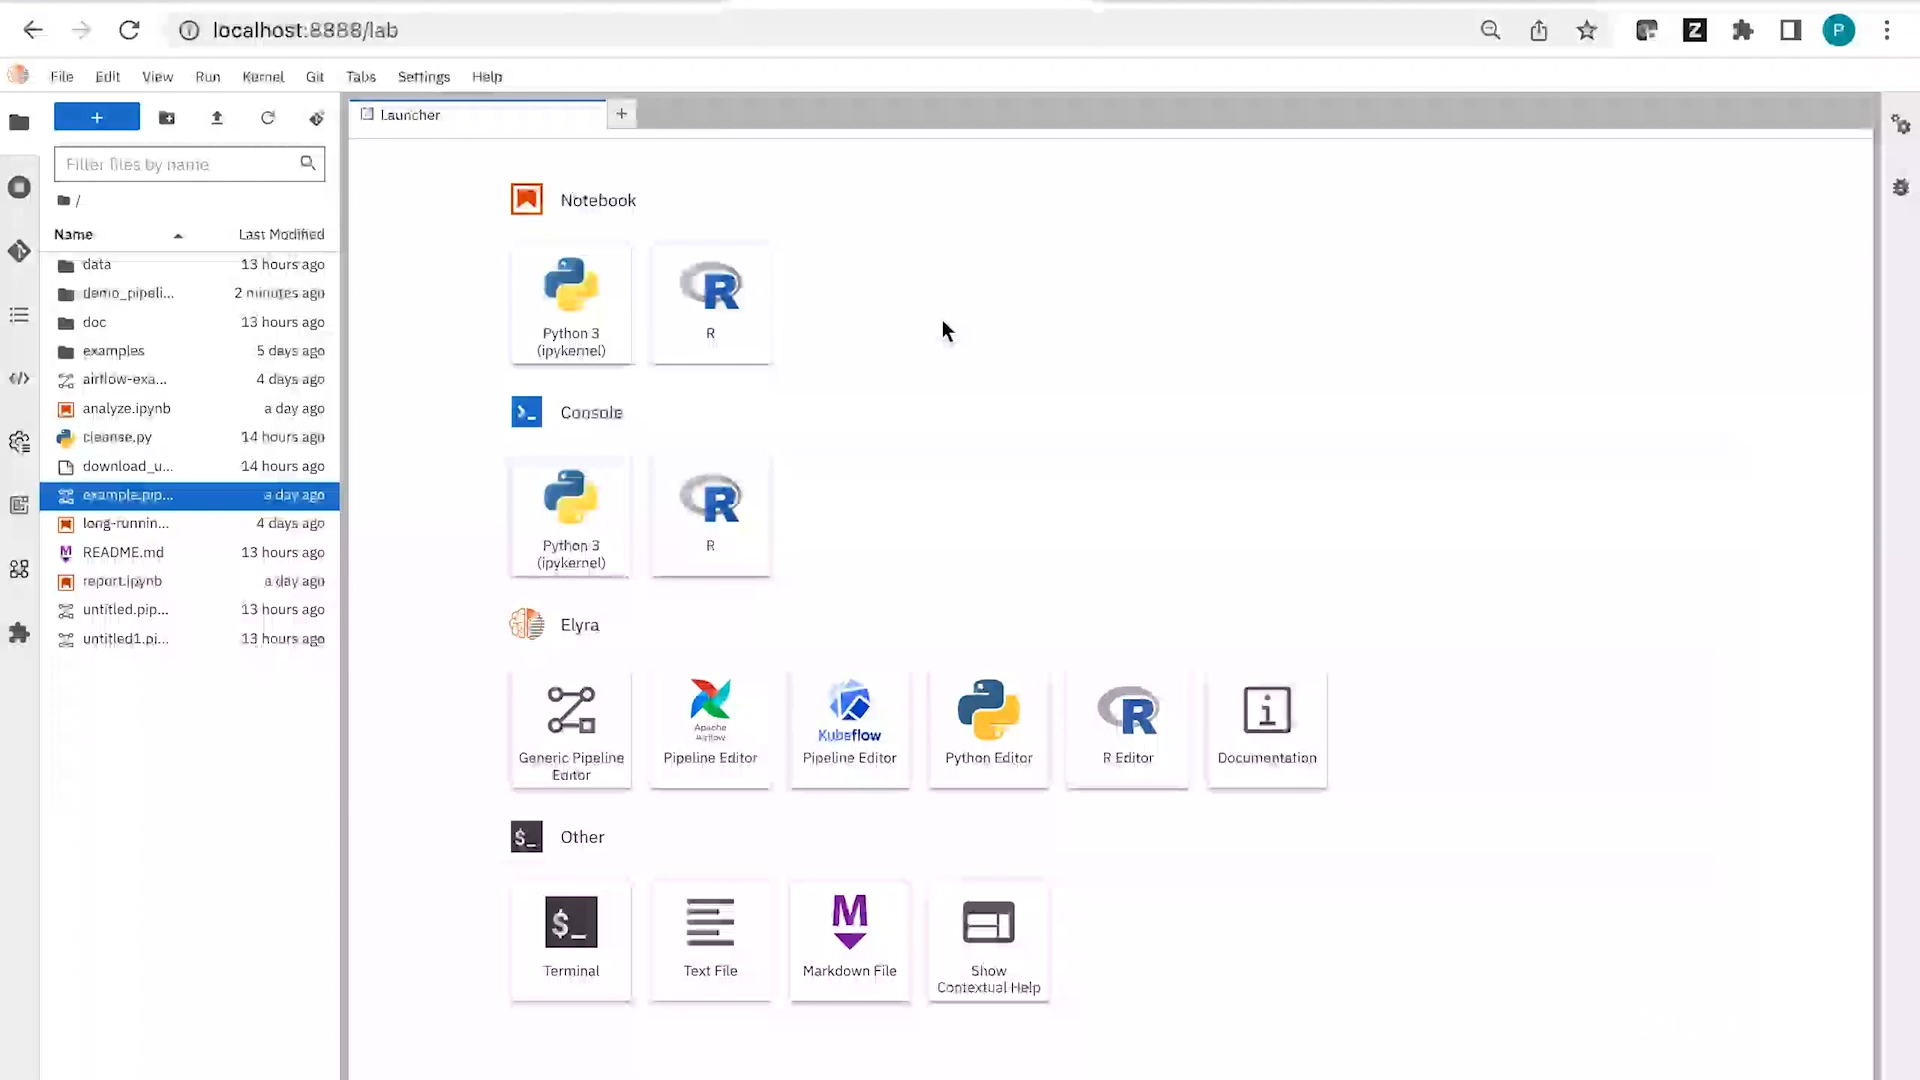 localhost:8888/lab
Z
P
File Edit View Run Kernel Git Tabs Settings Help
+
Launcher
+
Filter files by name
/
Name Last Modified
data 13 hours ago
demo_pipeli... 2 minutes ago
doc 13 hours ago
examples 5 days ago
airflow-exa... 4 days ago
analyze.ipynb a day ago
cleanse.py 14 hours ago
download_u... 14 hours ago
example.pip... a day ago
long-runnin... 4 days ago
README.md 13 hours ago
report.ipynb a day ago
untitled.pip... 13 hours ago
untitled1.pi... 13 hours ago
Notebook
Python 3
(ipykernel)
R
Console
Python 3
(ipykernel)
R
Elyra
Generic Pipeline
Editor
Apache
Airflow
Pipeline Editor
Kubeflow
Pipeline Editor
Python Editor
R Editor
Documentation
$_ Other
$_
Terminal
Text File
M
Markdown File
Show
Contextual Help